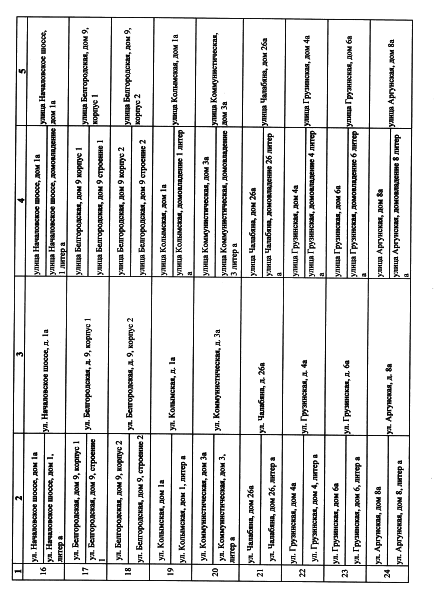 1 2 3 4 5
16
ул. Началовское шоссе, дом 1а
ул. Началовское шоссе, дом 1,
литер а
ул. Началовское шоссе, д. 1а
улица Началовское шоссе, дом 1а
улица Началовское шоссе, домовладение
1 литер а
улица Началовское шоссе,
дом 1а
17
ул. Белгородская, дом 9, корпус 1
ул. Белгородская, дом 9, строение
1
ул. Белгородская, д. 9, корпус 1
улица Белгородская, дом 9 корпус 1
улица Белгородская, дом 9 строение 1
улица Белгородская, дом 9,
корпус 1
18
ул. Белгородская, дом 9, корпус 2
ул. Белгородская, дом 9, строение 2
ул. Белгородская, д. 9, корпус 2
улица Белгородская, дом 9 корпус 2
улица Белгородская, дом 9 строение 2
улица Белгородская, дом 9,
корпус 2
19
ул. Колымская, дом 1а
ул. Колымская, дом 1, литер а
ул. Колымская, д. 1а
улица Колымская, дом 1а
улица Колымская, домовладение 1 литер
а
улица Колымская, дом 1а
20
ул. Коммунистическая, дом 3а
ул. Коммунистическая, дом 3,
литер а
ул. Коммунистическая, д. 3а
улица Коммунистическая, дом 3а
улица Коммунистическая, домовладение
3 литер а
улица Коммунистическая,
дом 3а
21
ул. Чалабяна, дом 26а
ул. Чалабяна, дом 26, литер а
ул. Чалабяна, д. 26а
улица Чалабяна, дом 26а
улица Чалабяна, домовладение 26 литер
а
улица Чалабяна, дом 26а
22
ул. Грузинская, дом 4а
ул. Грузинская, дом 4, литер а
ул. Грузинская, д. 4а
улица Грузинская, дом 4а
улица Грузинская, домовладение 4 литер
а
улица Грузинская, дом 4а
23
ул. Грузинская, дом 6а
ул. Грузинская, дом 6, литер а
ул. Грузинская, д. 6а
улица Грузинская, дом 6а
улица Грузинская, домовладение 6 литер
а
улица Грузинская, дом 6а
24
ул. Аргунская, дом 8а
ул. Аргунская, дом 8, литер а
ул. Аргунская, д. 8а
улица Аргунская, дом 8а
улица Аргунская, домовладение 8 литер
а
улица Аргунская, дом 8а